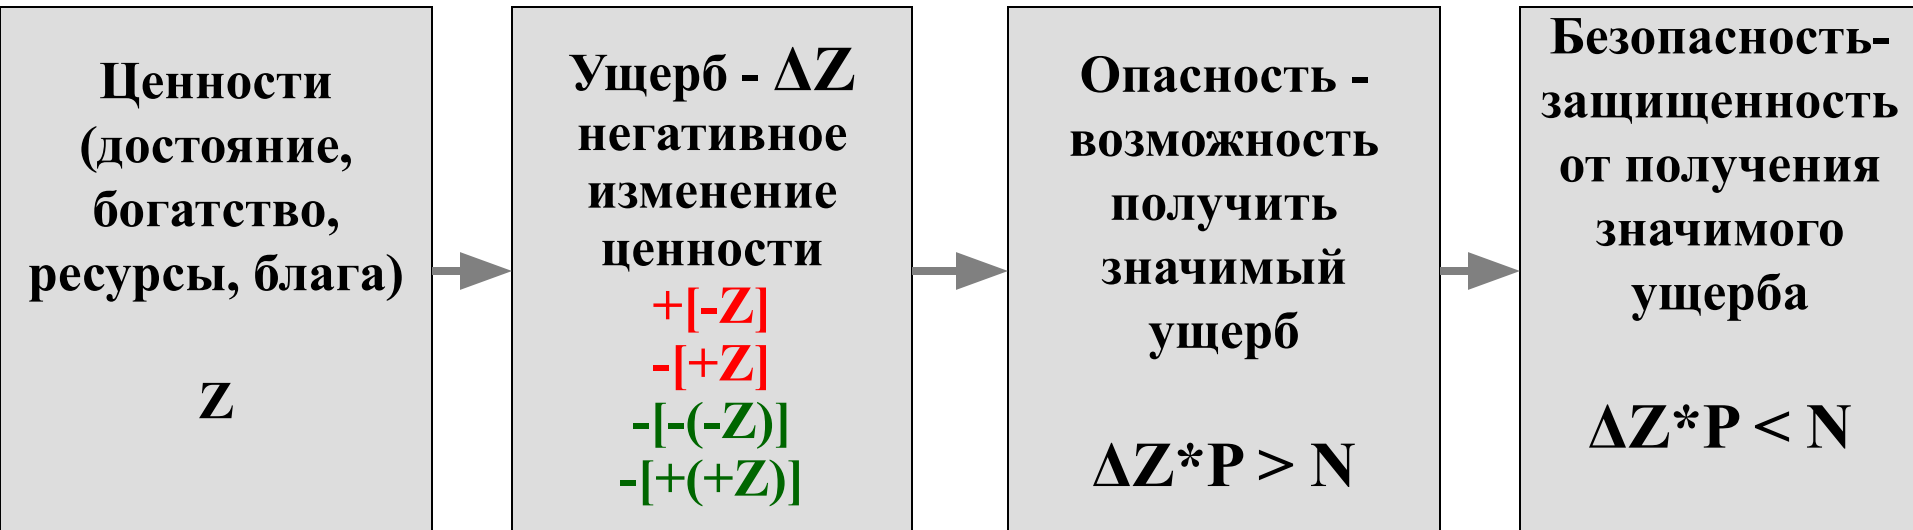 Ценности
(достояние,
богатство,
ресурсы, блага)
Z
Ущерб - ΔZ
негативное
изменение
ценности
+[-Z]
-[+Z]
-[-(-Z)]
-[+(+Z)]
Опасность -
возможность
получить
значимый
ущерб
ΔZ*P > N
Безопасность-
защищенность
от получения
значимого
ущерба
ΔZ*P < N